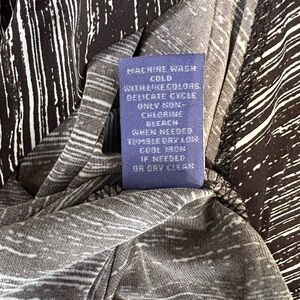 MACHINE WASH
COLD
WITH LIKE COLORS
DELICATE CYCLE
ONLY NON-
CHLORINE
BLEACH
WHEN NEEDED
TUMBLE DRY LOW
COOL IRON
IF NEEDED
OR DRY CLEAN